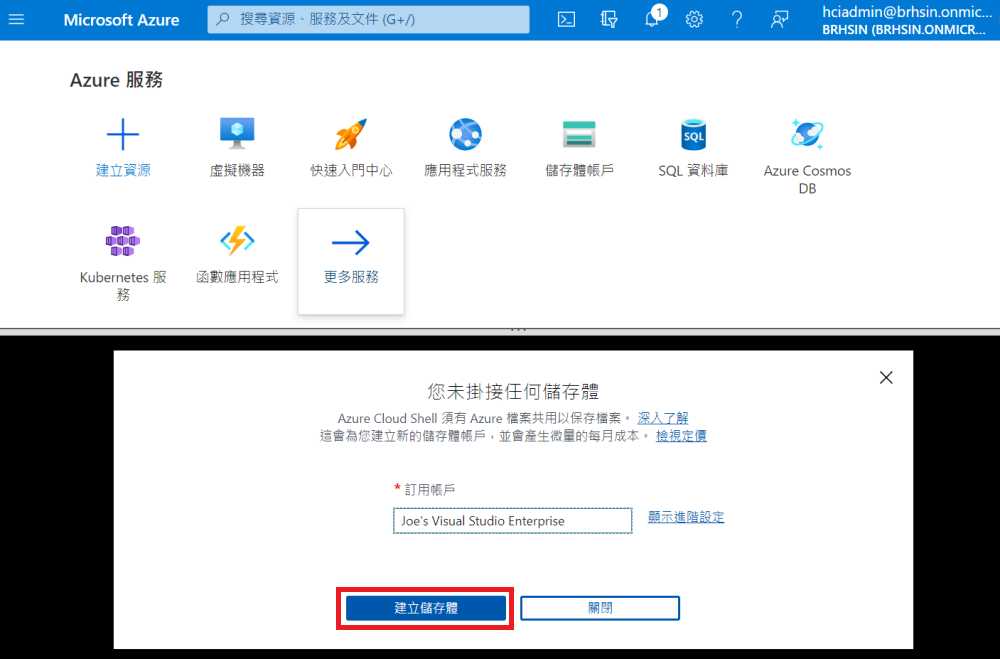 Microsoft Azure
搜尋資源、服務及文件 (G+/)
1
hciadmin@brhsin.onmic...
BRHSIN (BRHSIN.ONMICR...
Azure 服務
建立資源
虛擬機器
快速入門中心
應用程式服務
儲存體帳戶
SQL
SQL 資料庫
Azure Cosmos
DB
Kubernetes 服
務
函數應用程式
更多服務
您未掛接任何儲存體
Azure Cloud Shell 須有 Azure 檔案共用以保存檔案。 深入了解
這會為您建立新的儲存體帳戶，並會產生微量的每月成本。 檢視定價
* 訂用帳戶
Joe's Visual Studio Enterprise
顯示進階設定
建立儲存體
關閉